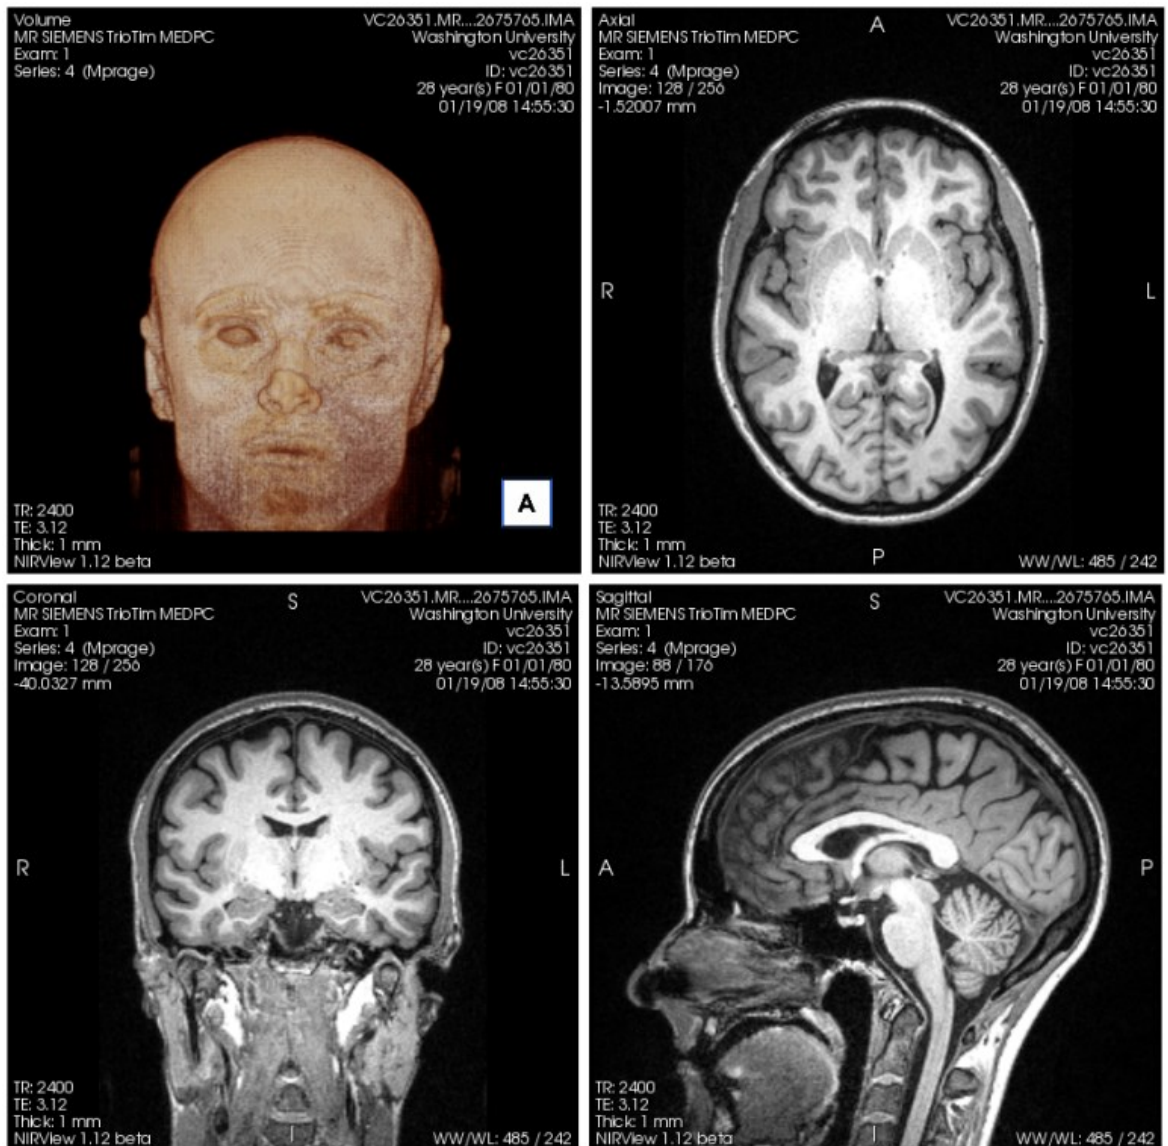 Volume
MR SIEMENS TrioTim MEDPC
Exam: 1
Series: 4 (Mprage)
VC26351.MR....2675765.IMA
Washington University
vc26351
ID: vc26351
28 year(s) F 01/01/80
01/19/08 14:55:30
A
TR: 2400
TE: 3.12
Thick: 1 mm
NIRView 1.12 beta
Axial
MR SIEMENS TrioTim MEDPC
Exam: 1
Series: 4 (Mprage)
Image: 128 / 256
-1.52007 mm
A
VC26351.MR....2675765.IMA
Washington University
vc26351
ID: vc26351
28 year(s) F 01/01/80
01/19/08 14:55:30
R
L
TR: 2400
TE: 3.12
Thick: 1 mm
NIRView 1.12 beta
P
WW/WL: 485 / 242
Coronal
MR SIEMENS TrioTim MEDPC
Exam: 1
Series: 4 (Mprage)
Image: 128 / 256
-40.0327 mm
S
VC26351.MR....2675765.IMA
Washington University
vc26351
ID: vc26351
28 year(s) F 01/01/80
01/19/08 14:55:30
R
L
TR: 2400
TE: 3.12
Thick: 1 mm
NIRView 1.12 beta
I
WW/WL: 485 / 242
Sagittal
MR SIEMENS TrioTim MEDPC
Exam: 1
Series: 4 (Mprage)
Image: 88 / 176
-13.5895 mm
S
VC26351.MR....2675765.IMA
Washington University
vc26351
ID: vc26351
28 year(s) F 01/01/80
01/19/08 14:55:30
A
P
TR: 2400
TE: 3.12
Thick: 1 mm
NIRView 1.12 beta
I
WW/WL: 485 / 242